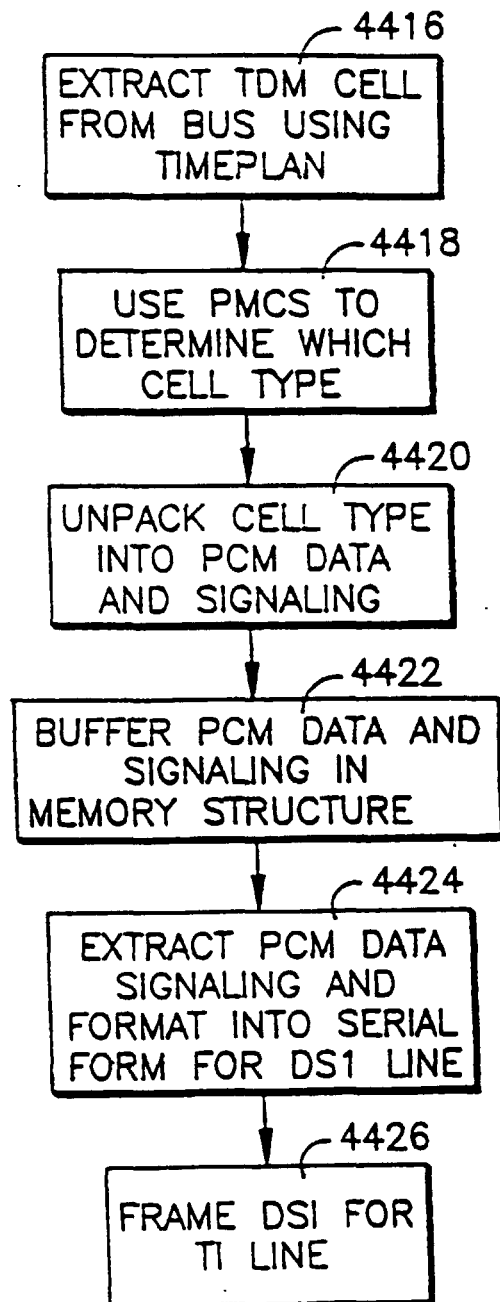 4416
EXTRACT TDM CELL
FROM BUS USING
TIMEPLAN
4418
USE PMCS TO
DETERMINE WHICH
CELL TYPE
4420
UNPACK CELL TYPE
INTO PCM DATA
AND SIGNALING
4422
BUFFER PCM DATA AND
SIGNALING IN
MEMORY STRUCTURE
4424
EXTRACT PCM DATA
SIGNALING AND
FORMAT INTO SERIAL
FORM FOR DS1 LINE
4426
FRAME DSI FOR
TI LINE